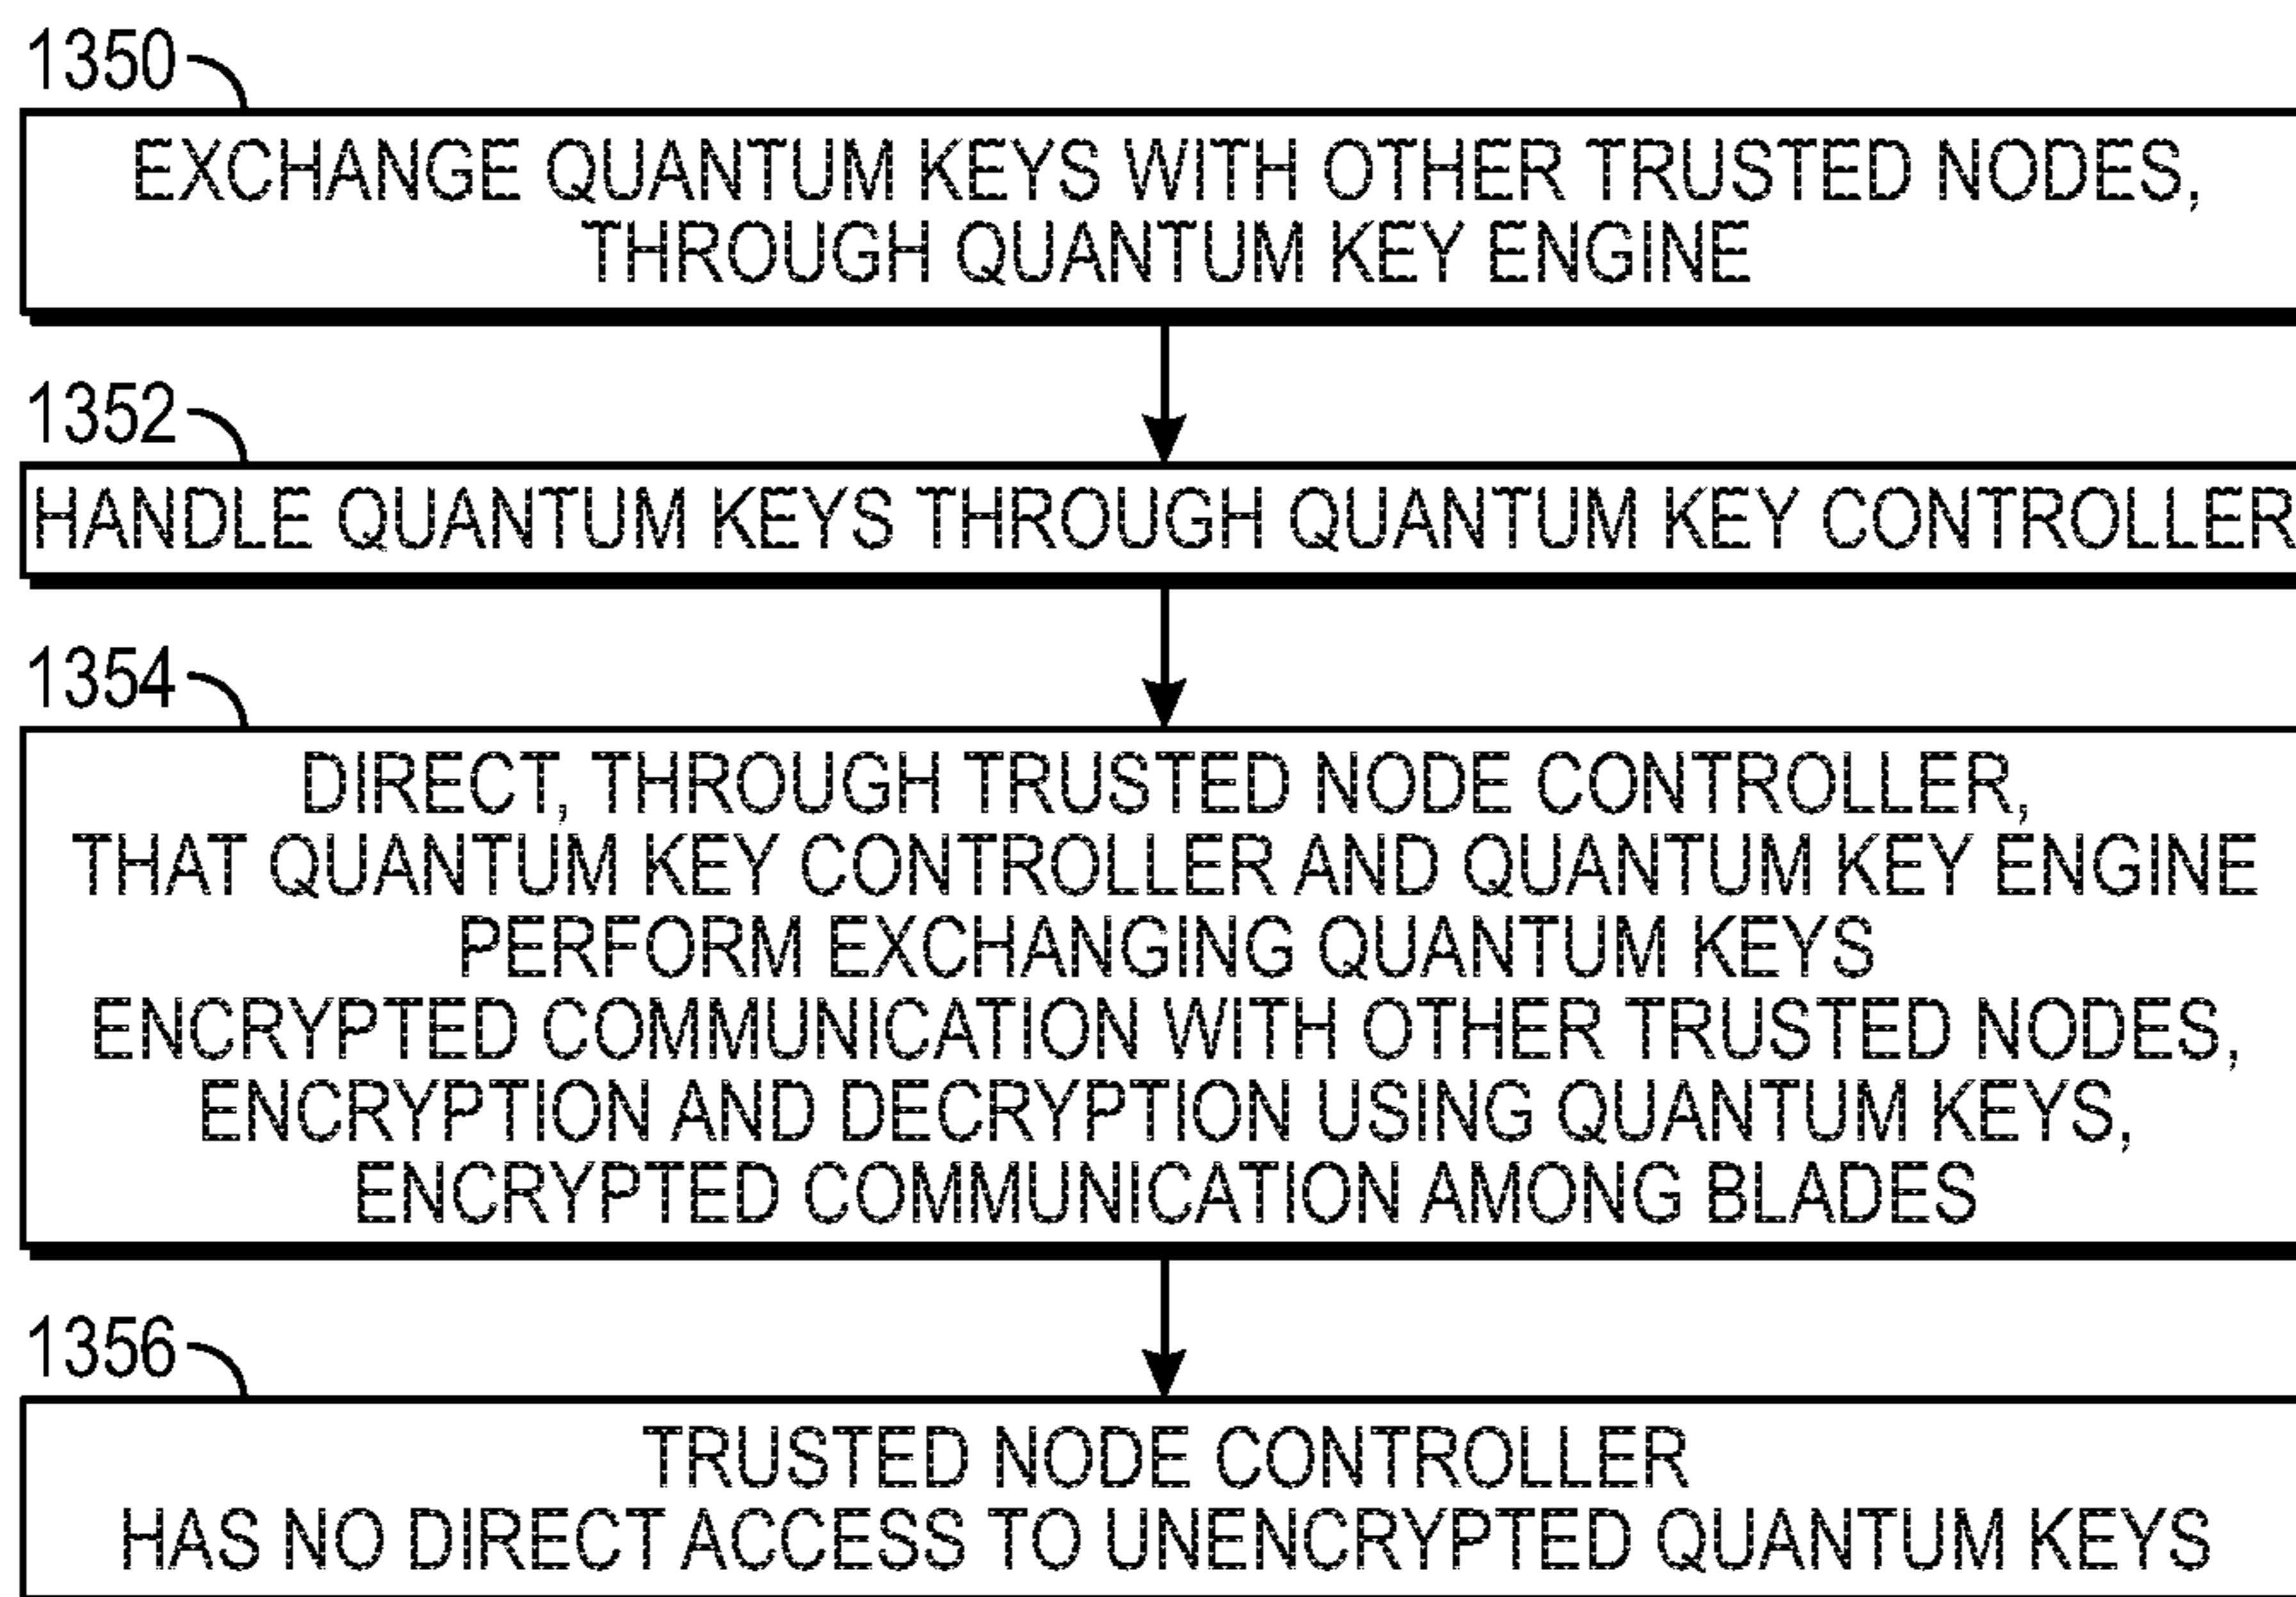 1350
EXCHANGE QUANTUM KEYS WITH OTHER TRUSTED NODES,
THROUGH QUANTUM KEY ENGINE
1352
HANDLE QUANTUM KEYS THROUGH QUANTUM KEY CONTROLLER
1354
DIRECT, THROUGH TRUSTED NODE CONTROLLER,
THAT QUANTUM KEY CONTROLLER AND QUANTUM KEY ENGINE
PERFORM EXCHANGING QUANTUM KEYS
ENCRYPTED COMMUNICATION WITH OTHER TRUSTED NODES,
ENCRYPTION AND DECRYPTION USING QUANTUM KEYS,
ENCRYPTED COMMUNICATION AMONG BLADES
1356
TRUSTED NODE CONTROLLER
HAS NO DIRECT ACCESS TO UNENCRYPTED QUANTUM KEYS